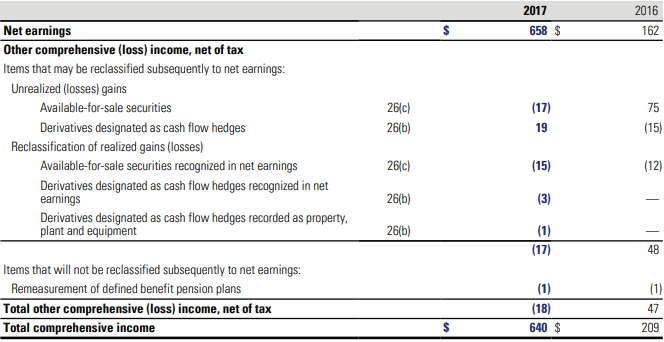 2017 2016
Net earnings $ 658 $ 162
Other comprehensive (loss) income, net of tax
Items that may be reclassified subsequently to net earnings:
Unrealized (losses) gains
Available-for-sale securities 26(c) (17) 75
Derivatives designated as cash flow hedges 26(b) 19 (15)
Reclassification of realized gains (losses)
Available-for-sale securities recognized in net earnings 26(c) (15) (12)
Derivatives designated as cash flow hedges recognized in net
earnings 26(b) (3) —
Derivatives designated as cash flow hedges recorded as property,
plant and equipment 26(b) (1) —
(17) 48
Items that will not be reclassified subsequently to net earnings:
Remeasurement of defined benefit pension plans (1) (1)
Total other comprehensive (loss) income, net of tax (18) 47
Total comprehensive income $ 640 $ 209